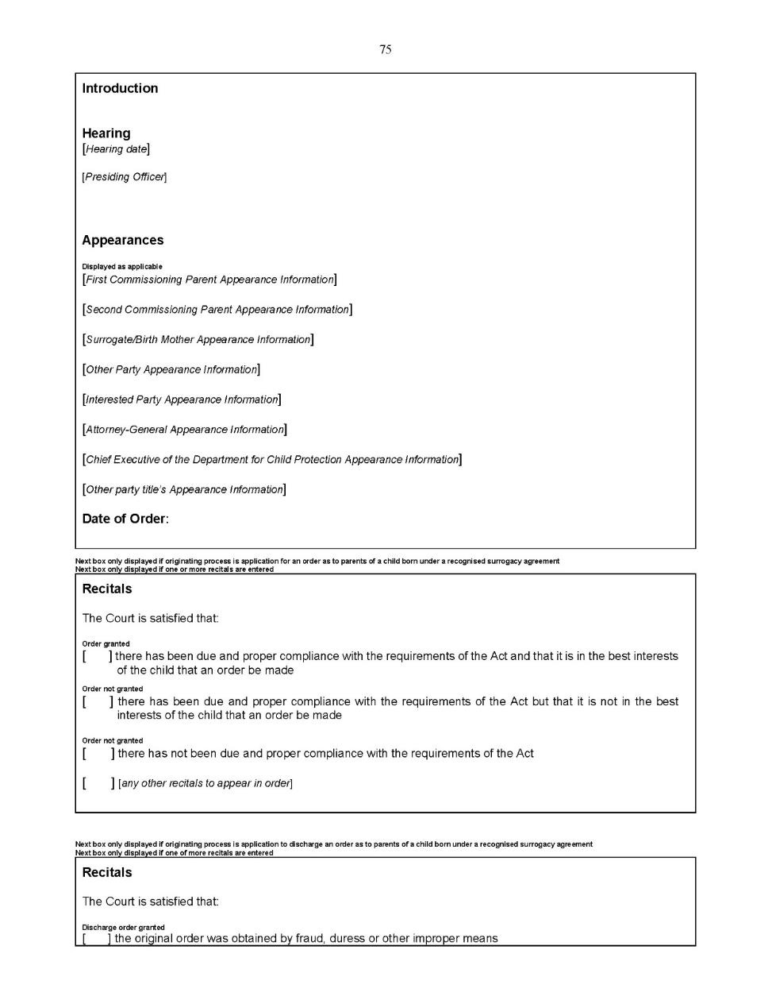 75
Introduction
Hearing
[Hearing date]
[Presiding Officer]
Appearances
Displayed as applicable
[First Commissioning Parent Appearance Information]
[Second Commissioning Parent Appearance Information]
[Surrogate/Birth Mother Appearance Information]
[Other Party Appearance Information]
[Interested Party Appearance Information]
[Attorney-General Appearance Information]
[Chief Executive of the Department for Child Protection Appearance Information]
[Other party title's Appearance Information]
Date of Order:
Next box only displayed if originating process is application for an order as to parents of a child born under a recognised surrogacy agreement
Next box only displayed if one or more recitals are entered
Recitals
The Court is satisfied that:
Order granted
[ ] there has been due and proper compliance with the requirements of the Act and that it is in the best interests
of the child that an order be made
Order not granted
[ ] there has been due and proper compliance with the requirements of the Act but that it is not in the best
interests of the child that an order be made
Order not granted
[ ] there has not been due and proper compliance with the requirements of the Act
[ ] [any other recitals to appear in order]
Next box only displayed if originating process is application to discharge an order as to parents of a child born under a recognised surrogacy agreement
Next box only displayed if one of more recitals are entered
Recitals
The Court is satisfied that:
Discharge order granted
[ ] the original order was obtained by fraud, duress or other improper means